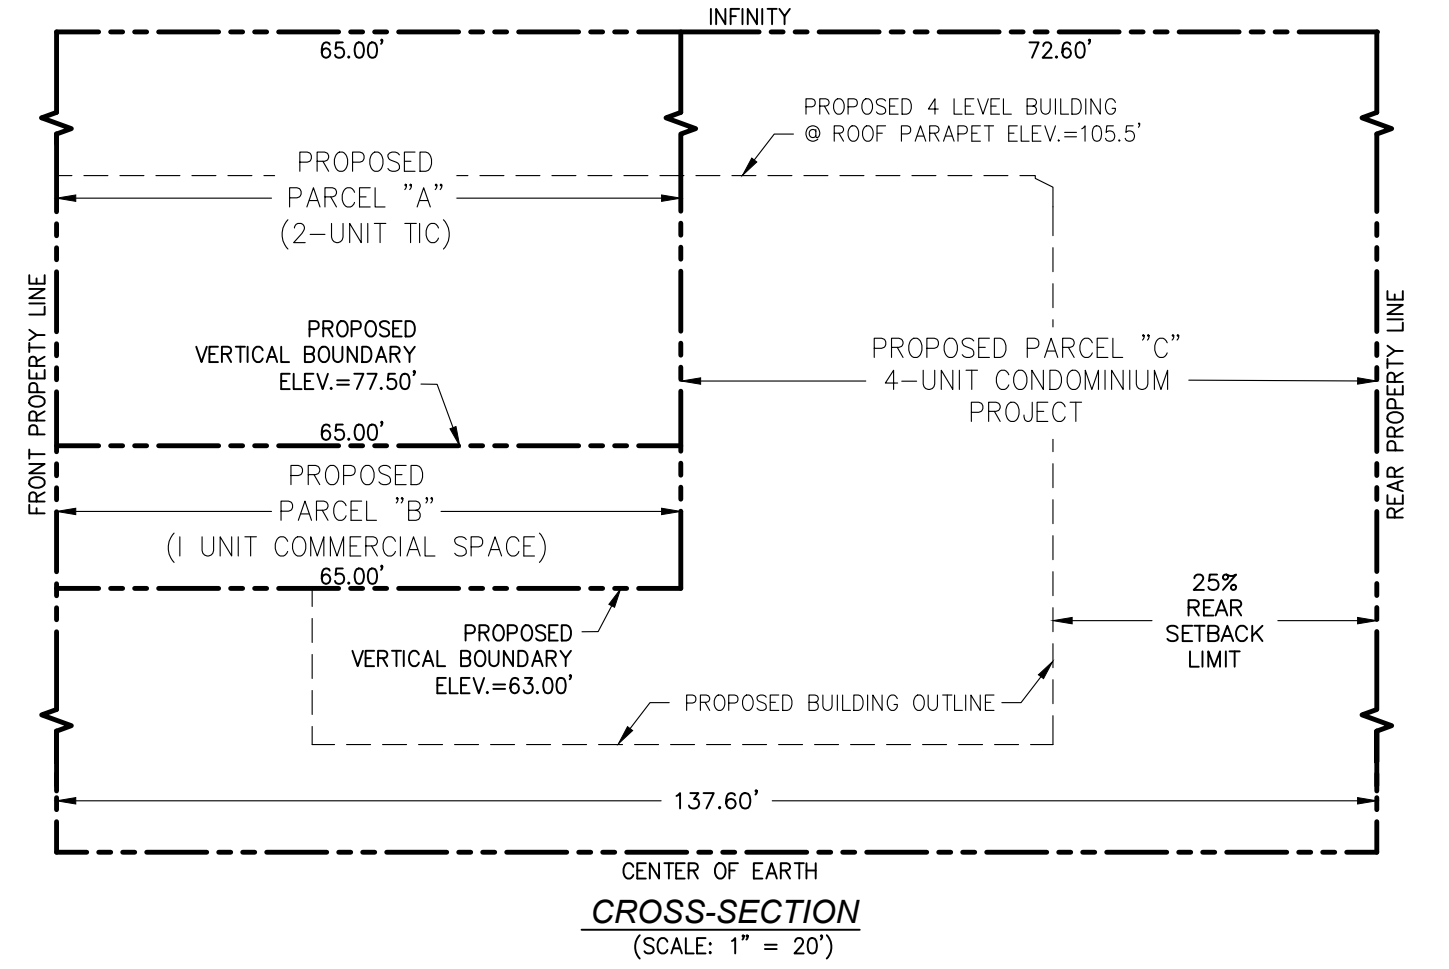 INFINITY
65.00'
72.60'
PROPOSED 4 LEVEL BUILDING
@ ROOF PARAPET ELEV.=105.5'
PROPOSED
PARCEL "A"
(2-UNIT TIC)
FRONT PROPERTY LINE
PROPOSED
VERTICAL BOUNDARY
ELEV.=77.50'
PROPOSED PARCEL "C"
4-UNIT CONDOMINIUM
PROJECT
REAR PROPERTY LINE
65.00'
PROPOSED
PARCEL "B"
(1 UNIT COMMERCIAL SPACE)
65.00'
25%
REAR
SETBACK
LIMIT
PROPOSED
VERTICAL BOUNDARY
ELEV.=63.00'
PROPOSED BUILDING OUTLINE
137.60'
CENTER OF EARTH
CROSS-SECTION
(SCALE: 1" = 20')